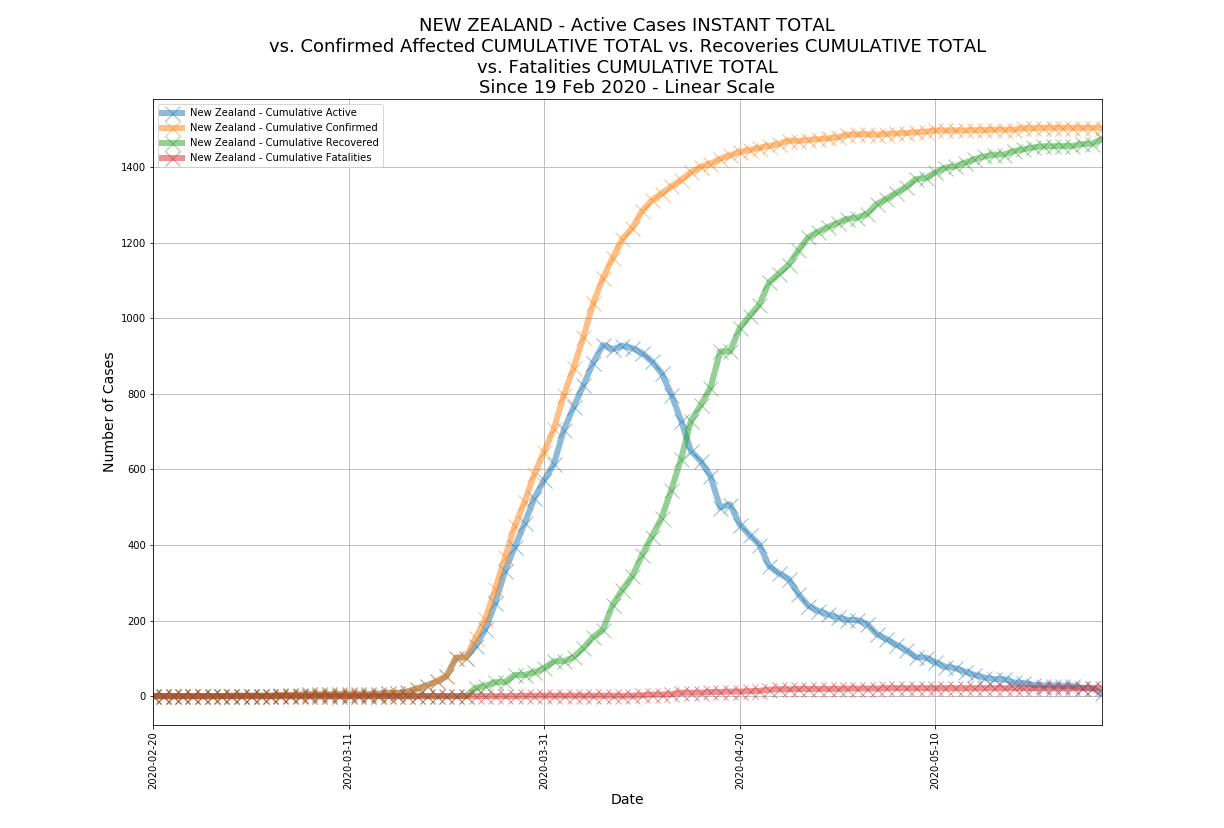 NEW ZEALAND - Active Cases INSTANT TOTAL
vs. Confirmed Affected CUMULATIVE TOTAL vs. Recoveries CUMULATIVE TOTAL
vs. Fatalities CUMULATIVE TOTAL
Since 19 Feb 2020 - Linear Scale
New Zealand - Cumulative Active
New Zealand - Cumulative Confirmed
New Zealand - Cumulative Recovered
New Zealand - Cumulative Fatalities
Number of Cases
1400
1200
1000
800
600
400
200
0
2020-02-20
2020-03-11
2020-03-31
2020-04-20
2020-05-10
Date